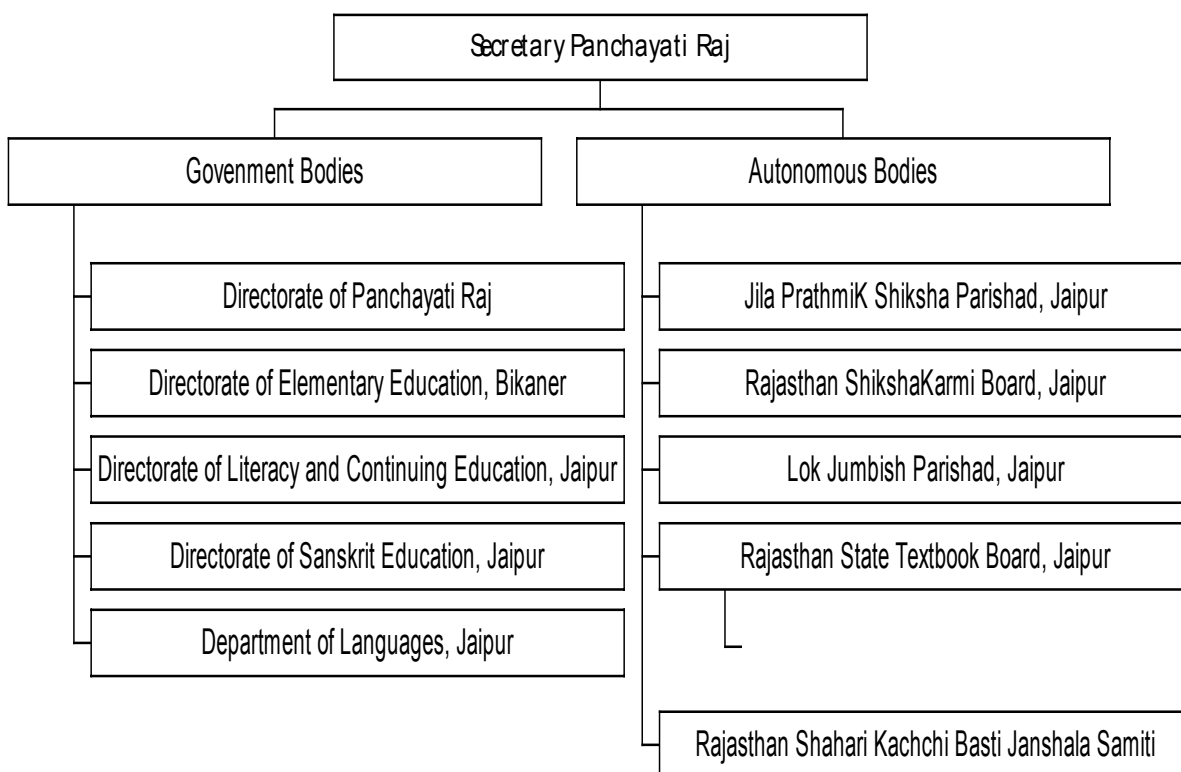 Secretary Panchayati Raj
Govenment Bodies
Autonomous Bodies
Directorate of Panchayati Raj
Directorate of Elementary Education, Bikaner
Directorate of Literacy and Continuing Education, Jaipur
Directorate of Sanskrit Education, Jaipur
Department of Languages, Jaipur
Jila PrathmiK Shiksha Parishad, Jaipur
Rajasthan ShikshaKarmi Board, Jaipur
Lok Jumbish Parishad, Jaipur
Rajasthan State Textbook Board, Jaipur
Rajasthan Shahari Kachchi Basti Janshala Samiti